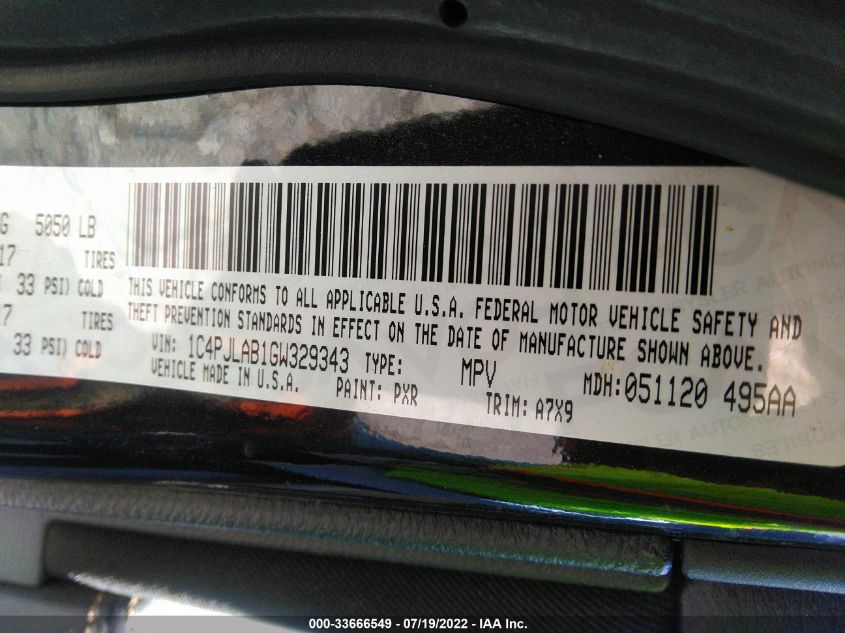 G 5050 LB
17 TIRES
33 PSI) COLD
7 TIRES
33 PSI) COLD
THIS VEHICLE CONFORMS TO ALL APPLICABLE U.S.A. FEDERAL MOTOR VEHICLE SAFETY AND
THEFT PREVENTION STANDARDS IN EFFECT ON THE DATE OF MANUFACTURE SHOWN ABOVE.
VIN: 1C4PJLAB1GW329343 TYPE: MPV MDH: 051120 495AA
VEHICLE MADE IN U.S.A. PAINT: PXR TRIM: A7X9
000-33666549 - 07/19/2022 - IAA Inc.